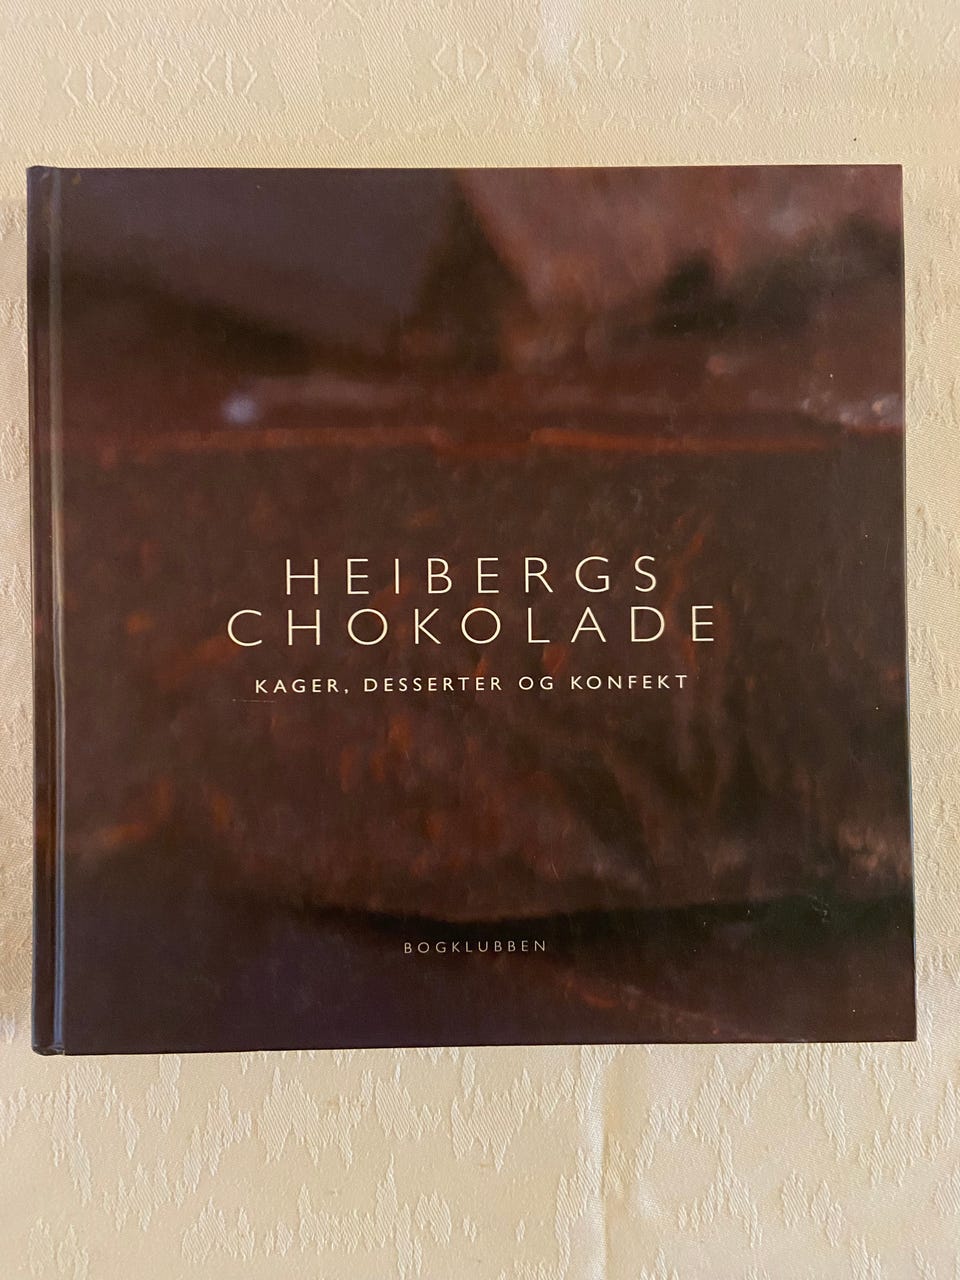 HEIBERGS
CHOKOLADE
KAGER, DESSERTER OG KONFEKT
BOGKLUBBEN